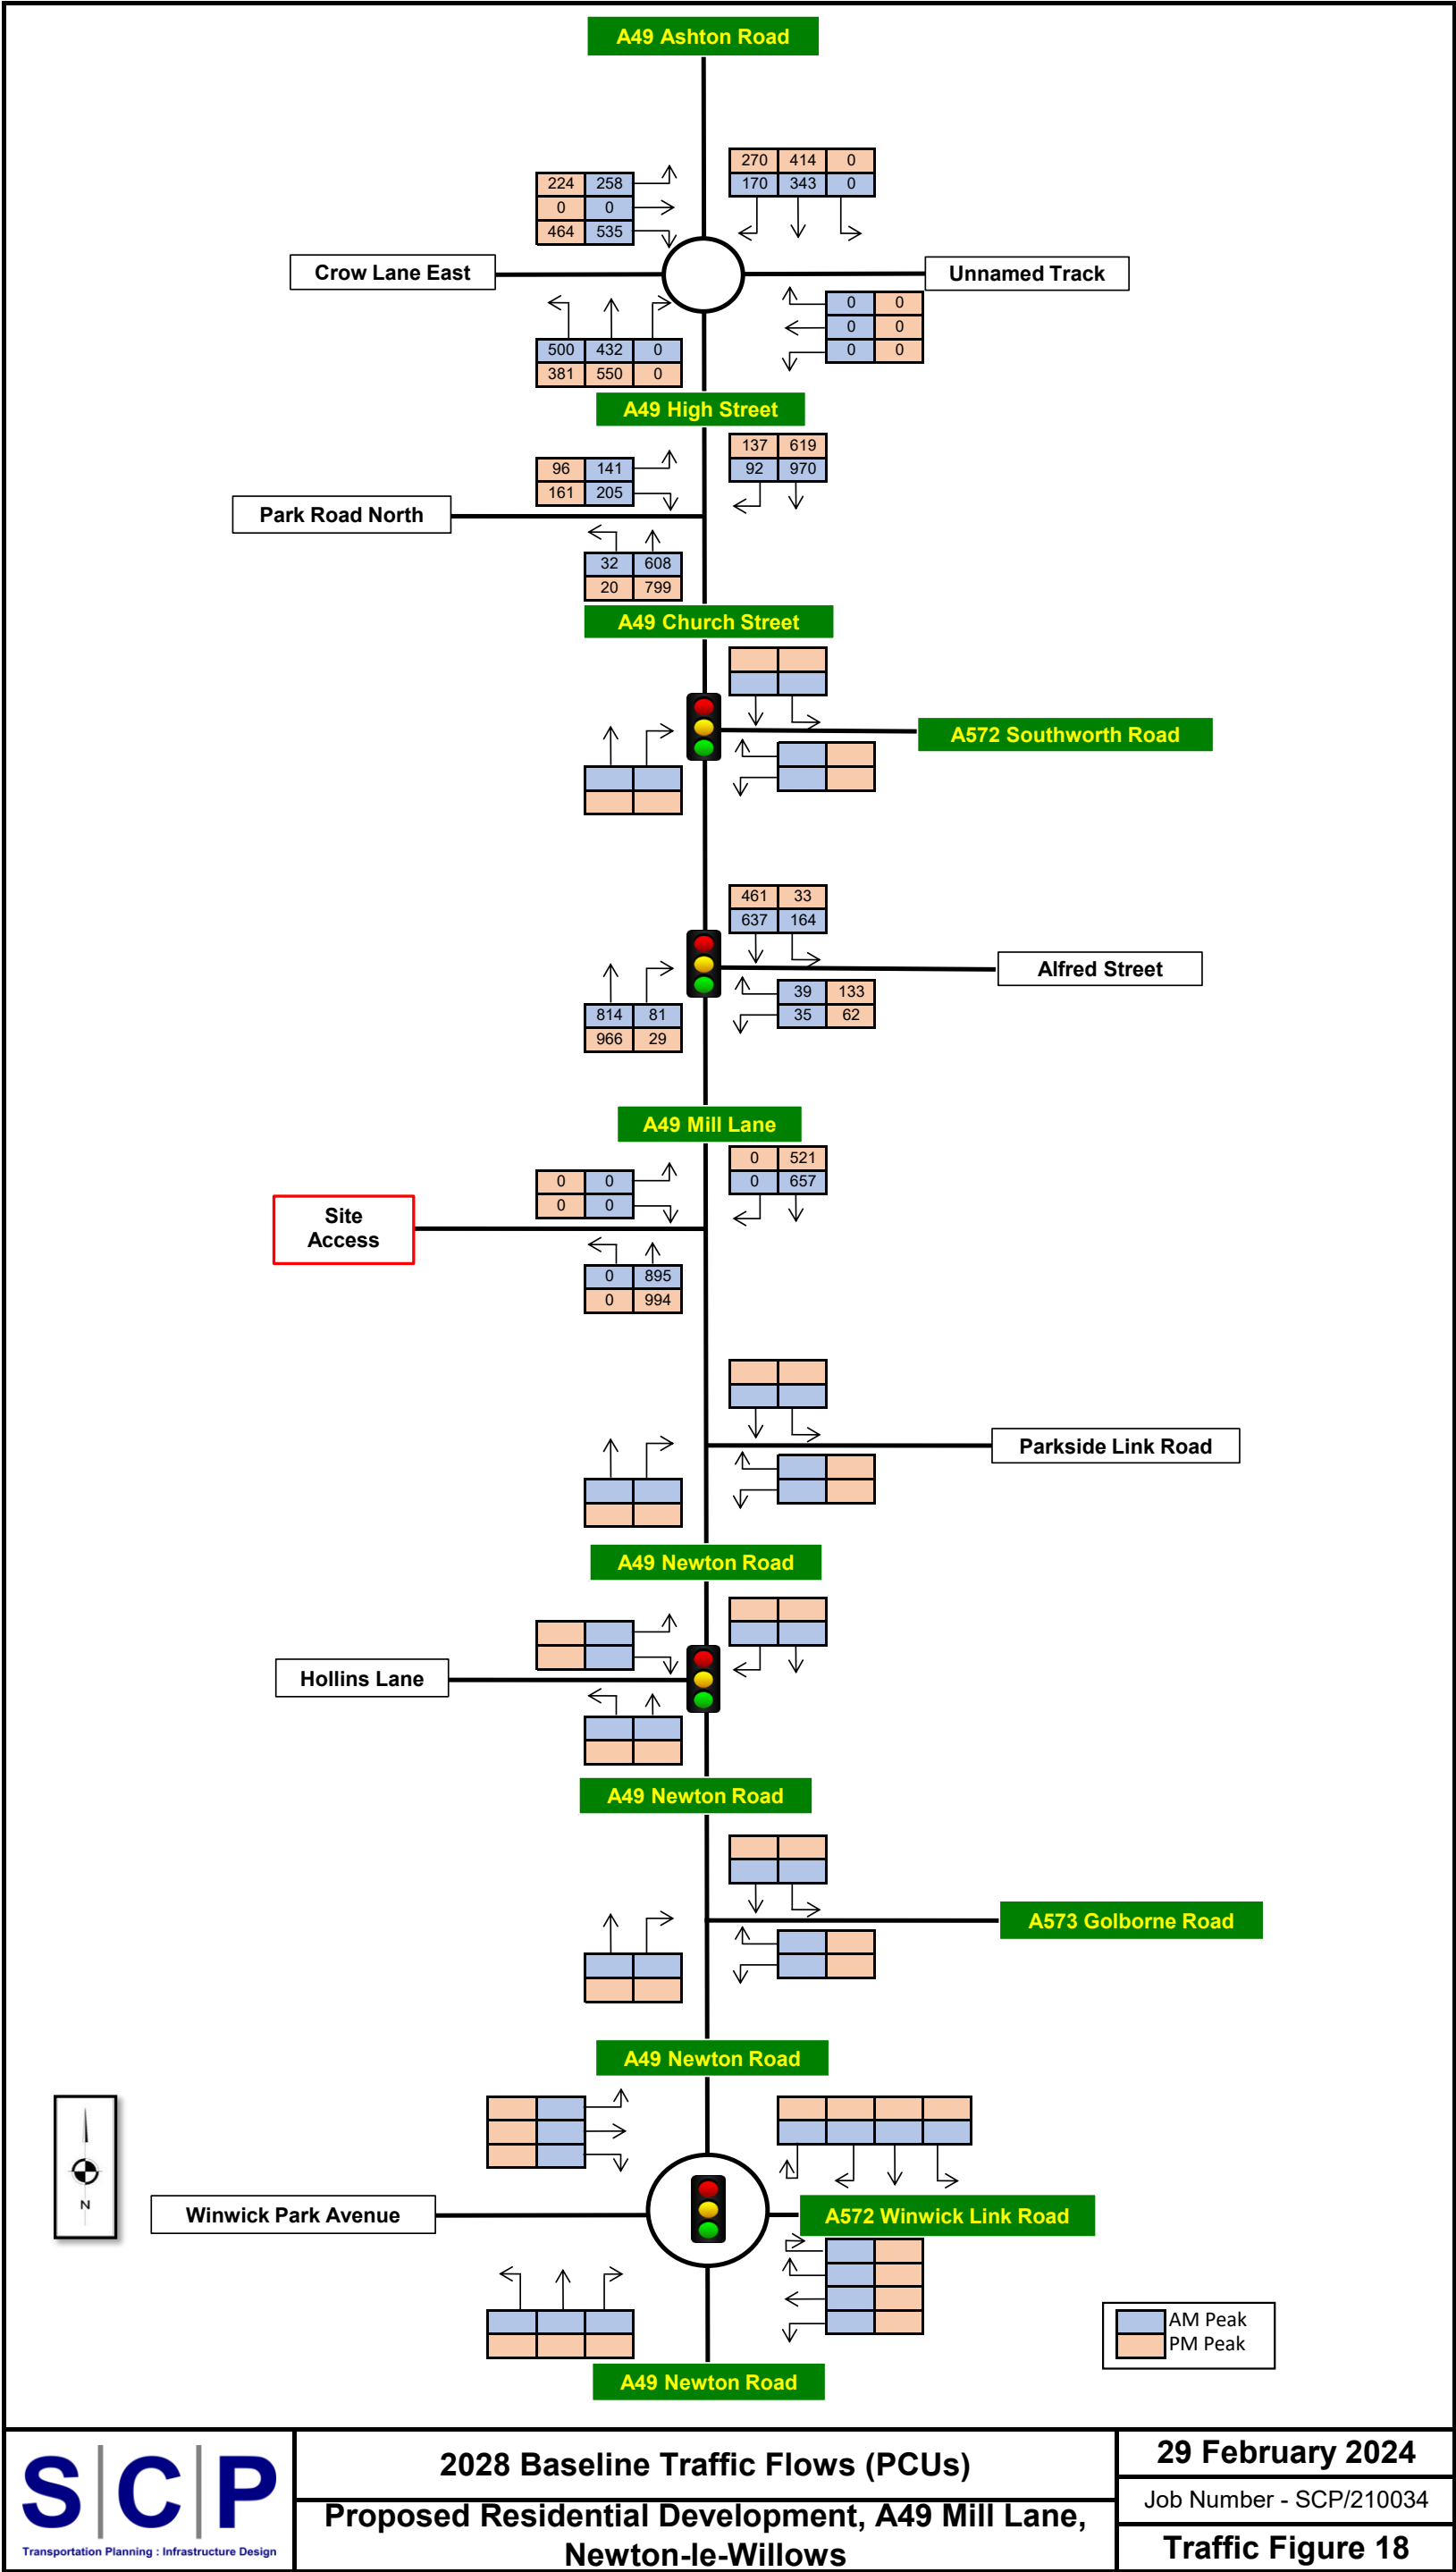 A49 Ashton Road
270 414 0
170 343 0
224 258
0 0
464 535
Crow Lane East
Unnamed Track
0 0
0 0
0 0
500 432 0
381 550 0
A49 High Street
137 619
92 970
96 141
161 205
Park Road North
32 608
20 799
A49 Church Street
A572 Southworth Road
461 33
637 164
Alfred Street
39 133
35 62
814 81
966 29
A49 Mill Lane
0 521
0 657
0 0
0 0
Site
Access
0 895
0 994
Parkside Link Road
A49 Newton Road
Hollins Lane
A49 Newton Road
A573 Golborne Road
A49 Newton Road
N
Winwick Park Avenue
A572 Winwick Link Road
AM Peak
PM Peak
A49 Newton Road
S|C|P
Transportation Planning : Infrastructure Design
2028 Baseline Traffic Flows (PCUs)
Proposed Residential Development, A49 Mill Lane,
Newton-le-Willows
29 February 2024
Job Number - SCP/210034
Traffic Figure 18